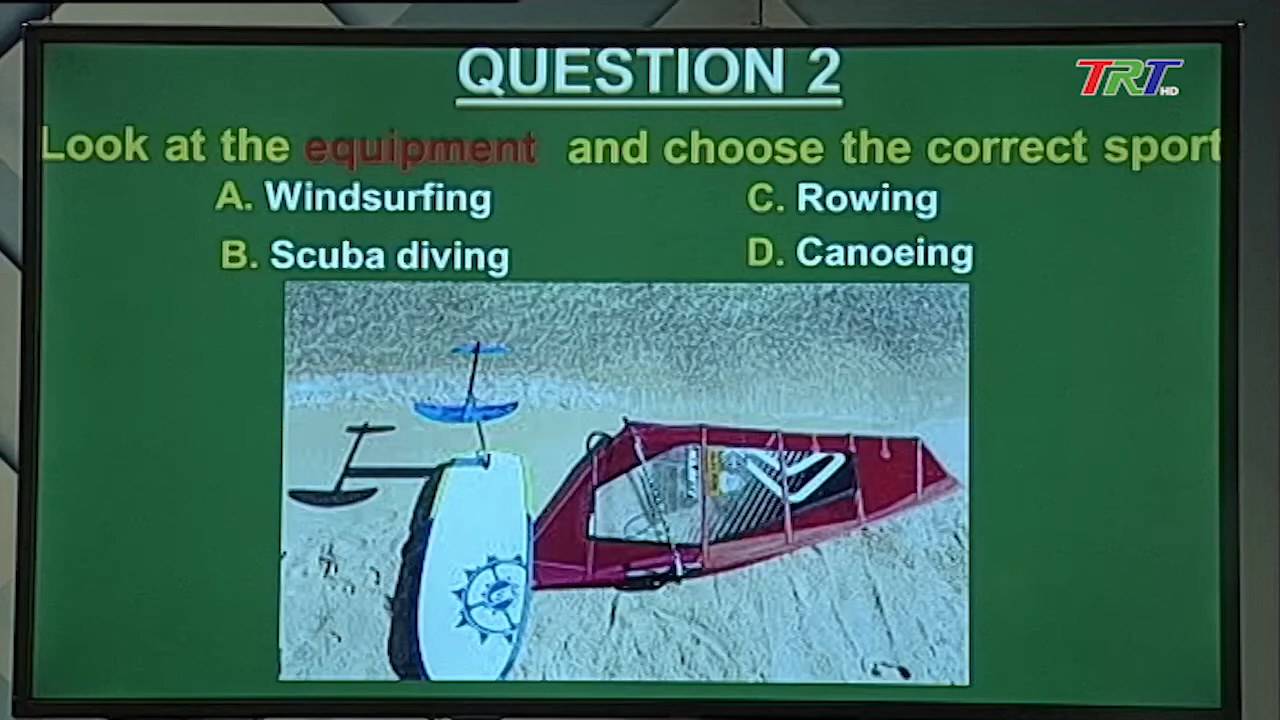 QUESTION 2
TRT HD
Look at the equipment and choose the correct sport
A. Windsurfing
C. Rowing
B. Scuba diving
D. Canoeing